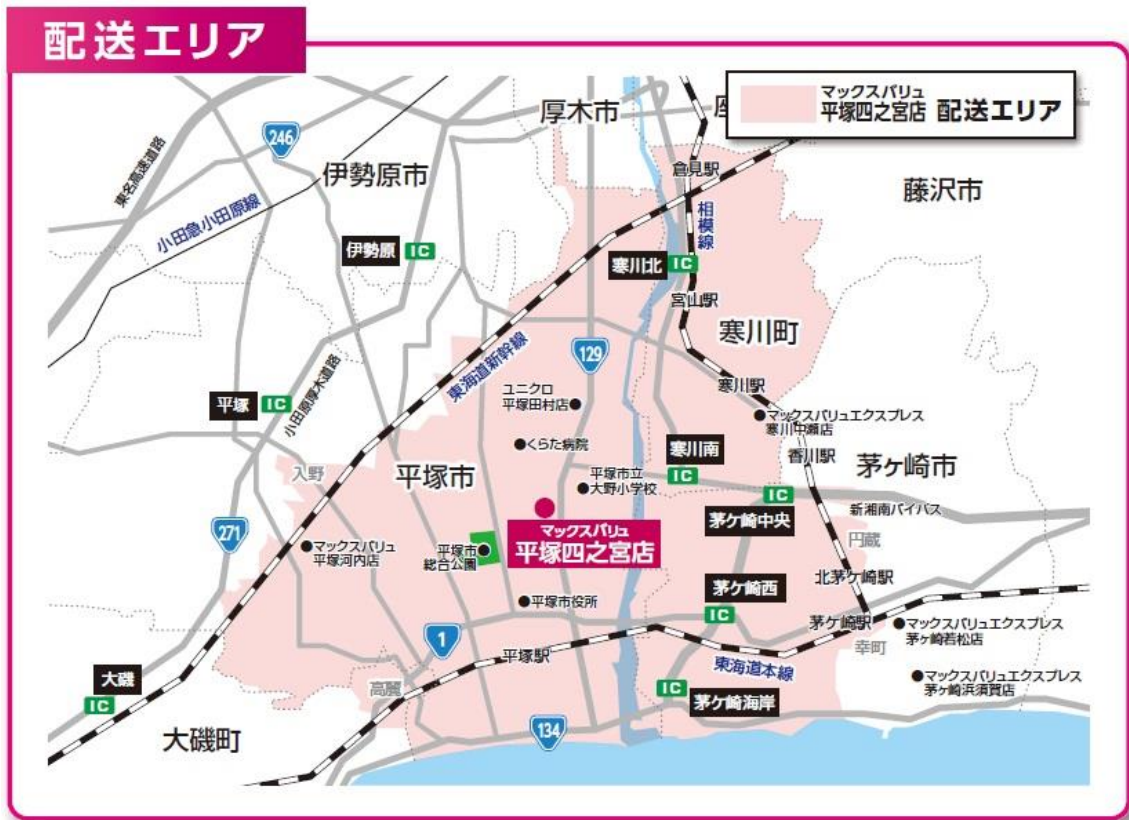 配送エリア
マックスバリュ
平塚四之宮店 配送エリア
厚木市
246
伊勢原市
東名高速道路
小田急小田原線
倉見駅
藤沢市
相模線
伊勢原 IC
寒川北 IC
宮山駅
寒川町
東海道新幹線
129
小田原厚木道路
平塚 IC
ユニクロ
平塚田村店
寒川駅
マックスバリュエクスプレス
寒川中瀬店
くらた病院
寒川南
IC
香川駅
茅ヶ崎市
入野
平塚市
平塚市立
大野小学校
IC
茅ケ崎中央
新湘南バイパス
マックスバリュ
平塚四之宮店
271
マックスバリュ
平塚河内店
平塚市
総合公園
円蔵
北茅ケ崎駅
茅ケ崎西
IC
平塚市役所
茅ケ崎駅
マックスバリュエクスプレス
茅ヶ崎若松店
幸町
1
平塚駅
東海道本線
マックスバリュエクスプレス
茅ヶ崎浜須賀店
大磯
IC
高麗
IC
茅ケ崎海岸
大磯町
134